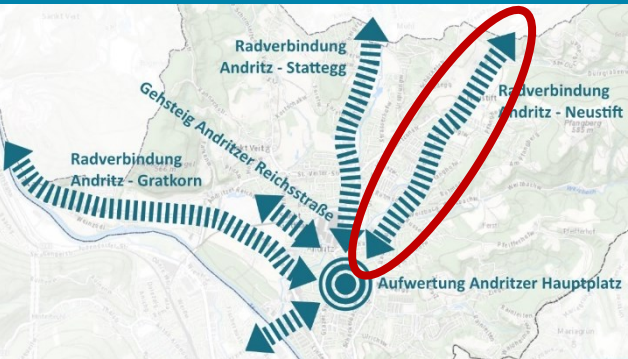 Radverbindung
Andritz - Stattegg
Radverbindung
Andritz - Neustift
Gehsteig Andritzer Reichsstraße
Radverbindung
Andritz - Gratkorn
Aufwertung Andritzer Hauptplatz